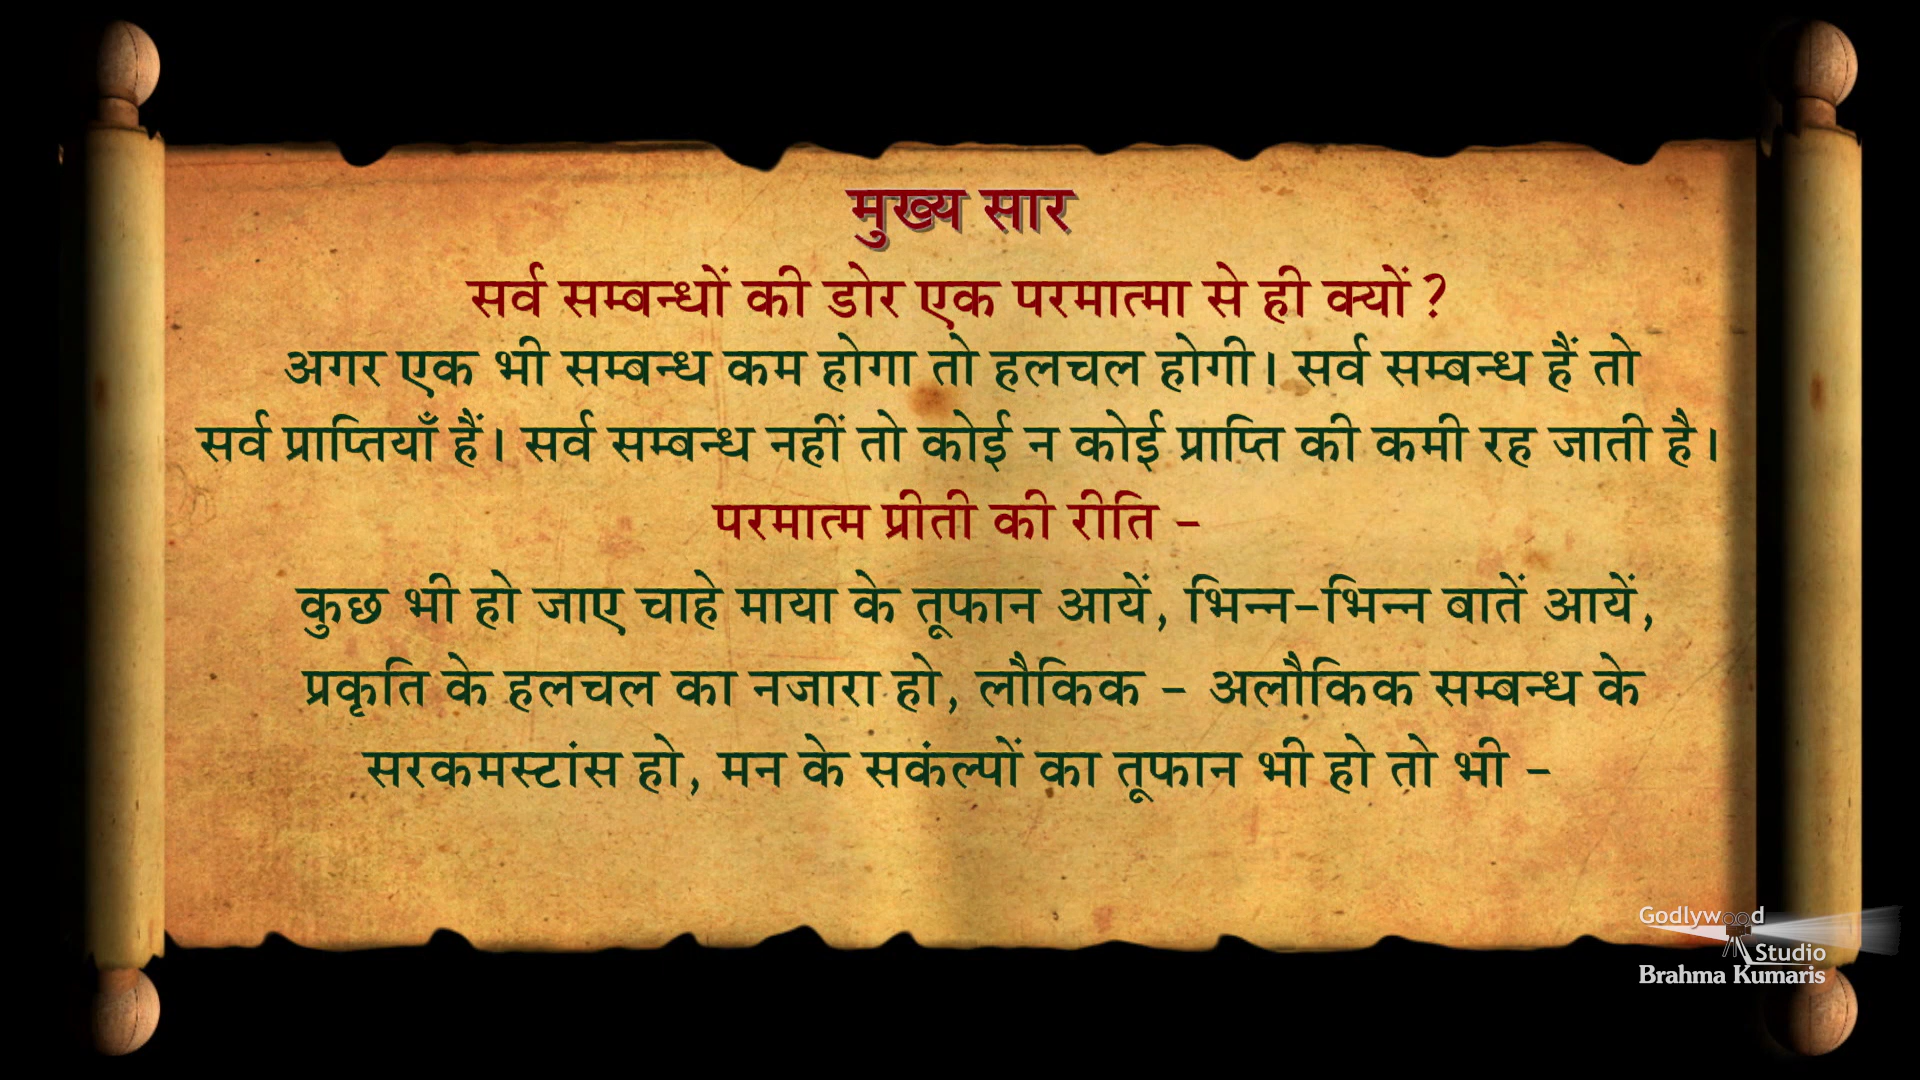 मुख्य सार
सर्व सम्बन्धों की डोर एक परमात्मा से ही क्यों ?
अगर एक भी सम्बन्ध कम होगा तो हलचल होगी। सर्व सम्बन्ध हैं तो
सर्व प्राप्तियाँ हैं। सर्व सम्बन्ध नहीं तो कोई न कोई प्राप्ति की कमी रह जाती है।
परमात्म प्रीती की रीति -
कुछ भी हो जाए चाहे माया के तूफान आयें, भिन्न-भिन्न बातें आयें,
प्रकृति के हलचल का नजारा हो, लौकिक - अलौकिक सम्बन्ध के
सरकमस्टांस हो, मन के सकंल्पों का तूफान भी हो तो भी -
Godlywood
Studio
Brahma Kumaris